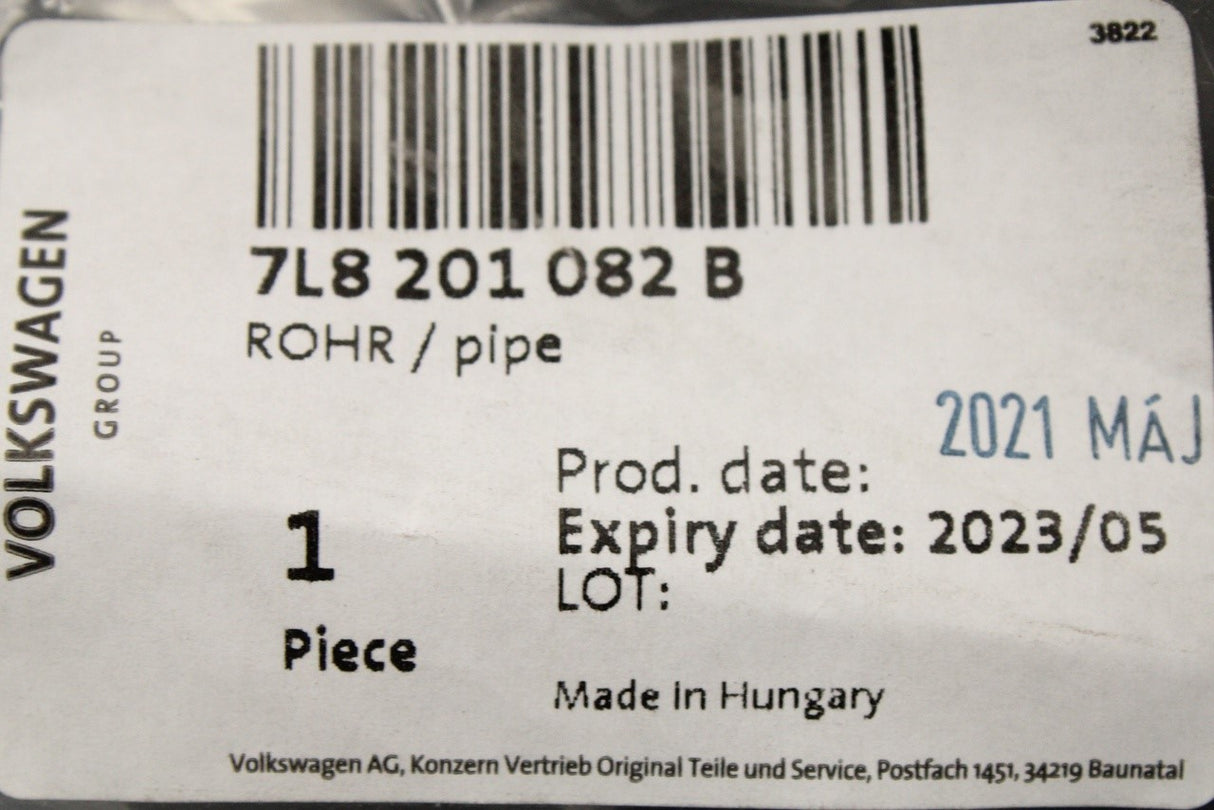 3822
7L8 201 082 B
ROHR / pipe
VOLKSWAGEN
GROUP
2021 MÁJ
Prod. date:
Expiry date: 2023/05
LOT:
1
Piece
Made in Hungary
Volkswagen AG, Konzern Vertrieb Original Teile und Service, Postfach 1451, 34219 Baunatal